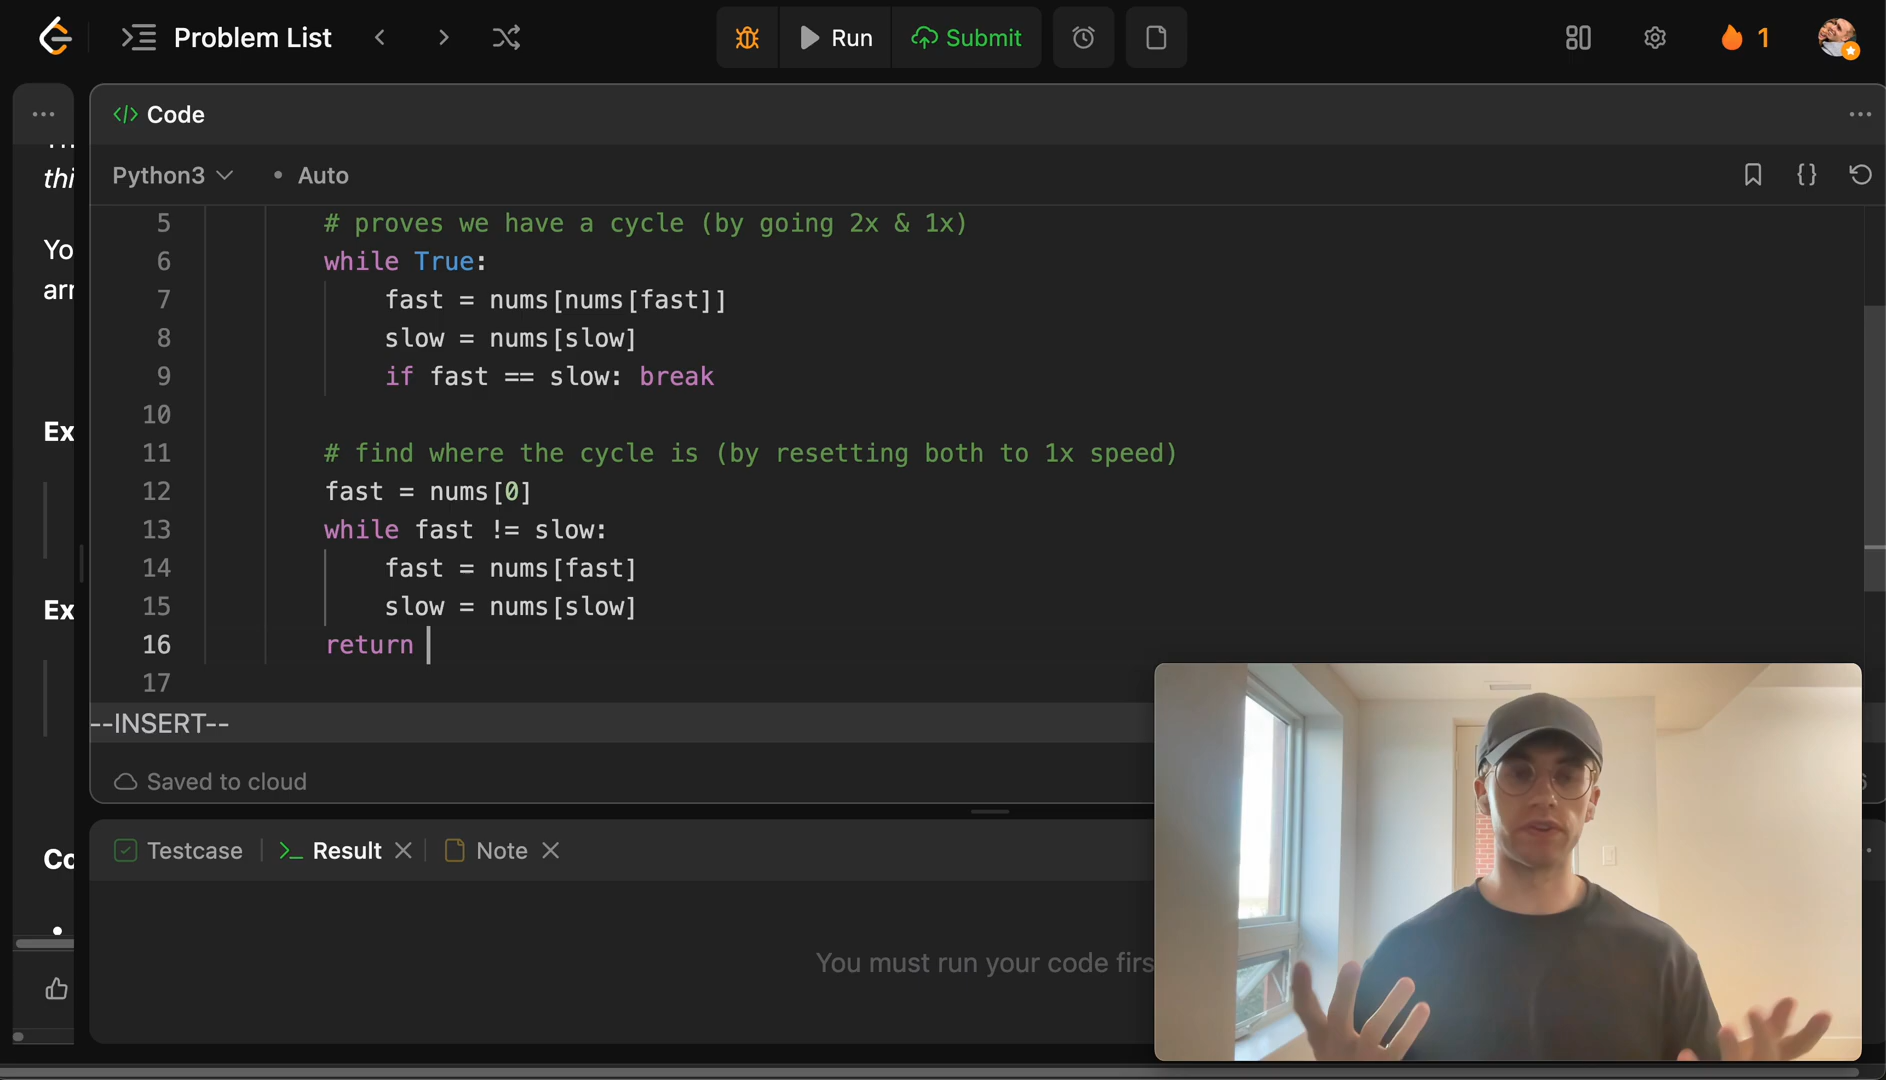 Problem List
Run
Submit
1
Code
Python3
Auto
thi
Yo
arr
Ex
Ex
Co
5 # proves we have a cycle (by going 2x & 1x)
6 while True:
7 fast = nums[nums[fast]]
8 slow = nums[slow]
9 if fast == slow: break
10
11 # find where the cycle is (by resetting both to 1x speed)
12 fast = nums[0]
13 while fast != slow:
14 fast = nums[fast]
15 slow = nums[slow]
16 return
17
--INSERT--
Saved to cloud
Testcase
Result
Note
You must run your code firs